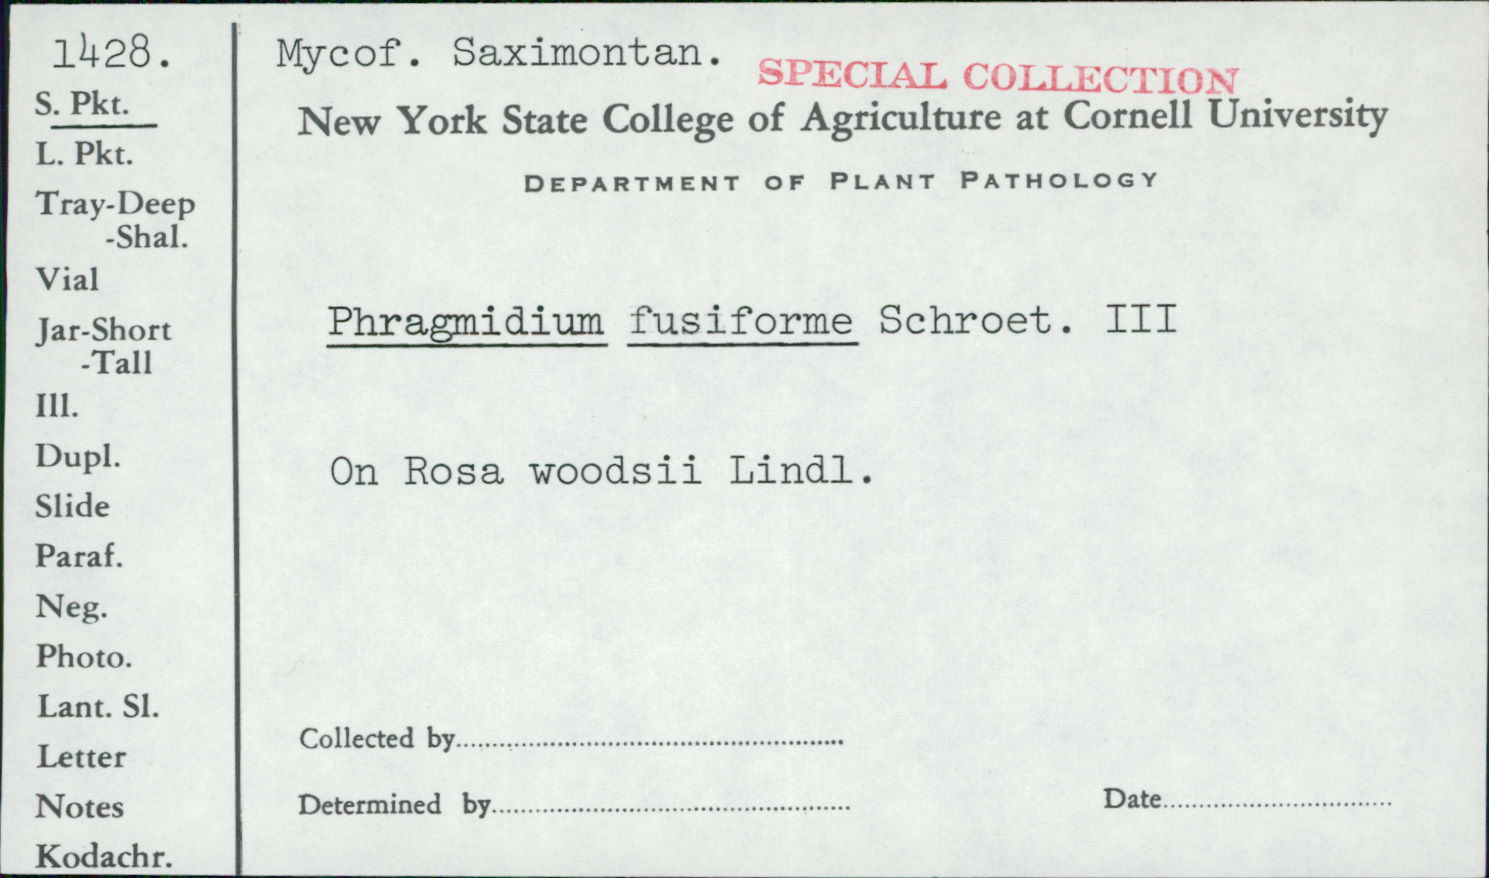 1428.
Mycof. Saximontan.
SPECIAL COLLECTION
New York State College of Agriculture at Cornell University
DEPARTMENT OF PLANT PATHOLOGY
S. Pkt.
L. Pkt.
Tray-Deep
-Shal.
Vial
Jar-Short
-Tall
Ill.
Dupl.
Slide
Paraf.
Neg.
Photo.
Lant. Sl.
Letter
Notes
Kodachr.
Phragmidium fusiforme Schroet. III
On Rosa woodsii Lindl.
Collected by
Determined by
Date